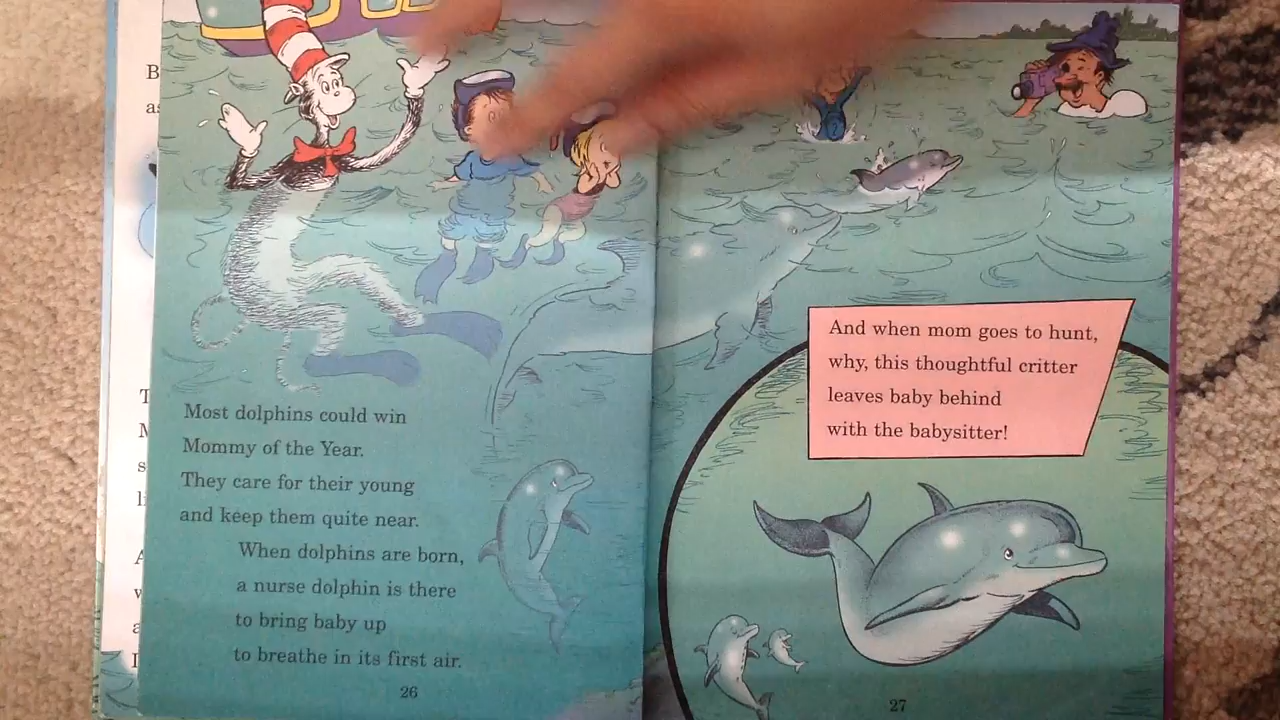 Most dolphins could win
Mommy of the Year.
They care for their young
and keep them quite near.
When dolphins are born,
a nurse dolphin is there
to bring baby up
to breathe in its first air.
26
And when mom goes to hunt,
why, this thoughtful critter
leaves baby behind
with the babysitter!
27